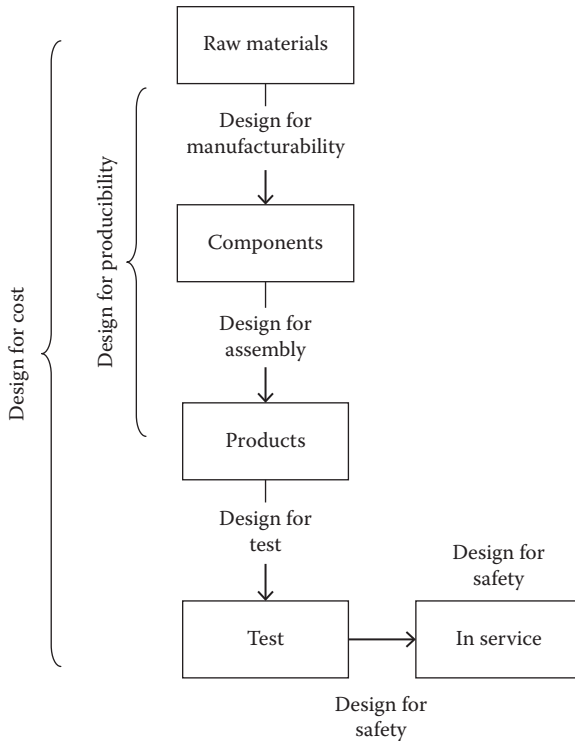 Raw materials
Design for
manufacturability
Components
Design for
assembly
Products
Design for
test
Test
Design for
safety
In service
Design for
safety
Design for producibility
Design for cost